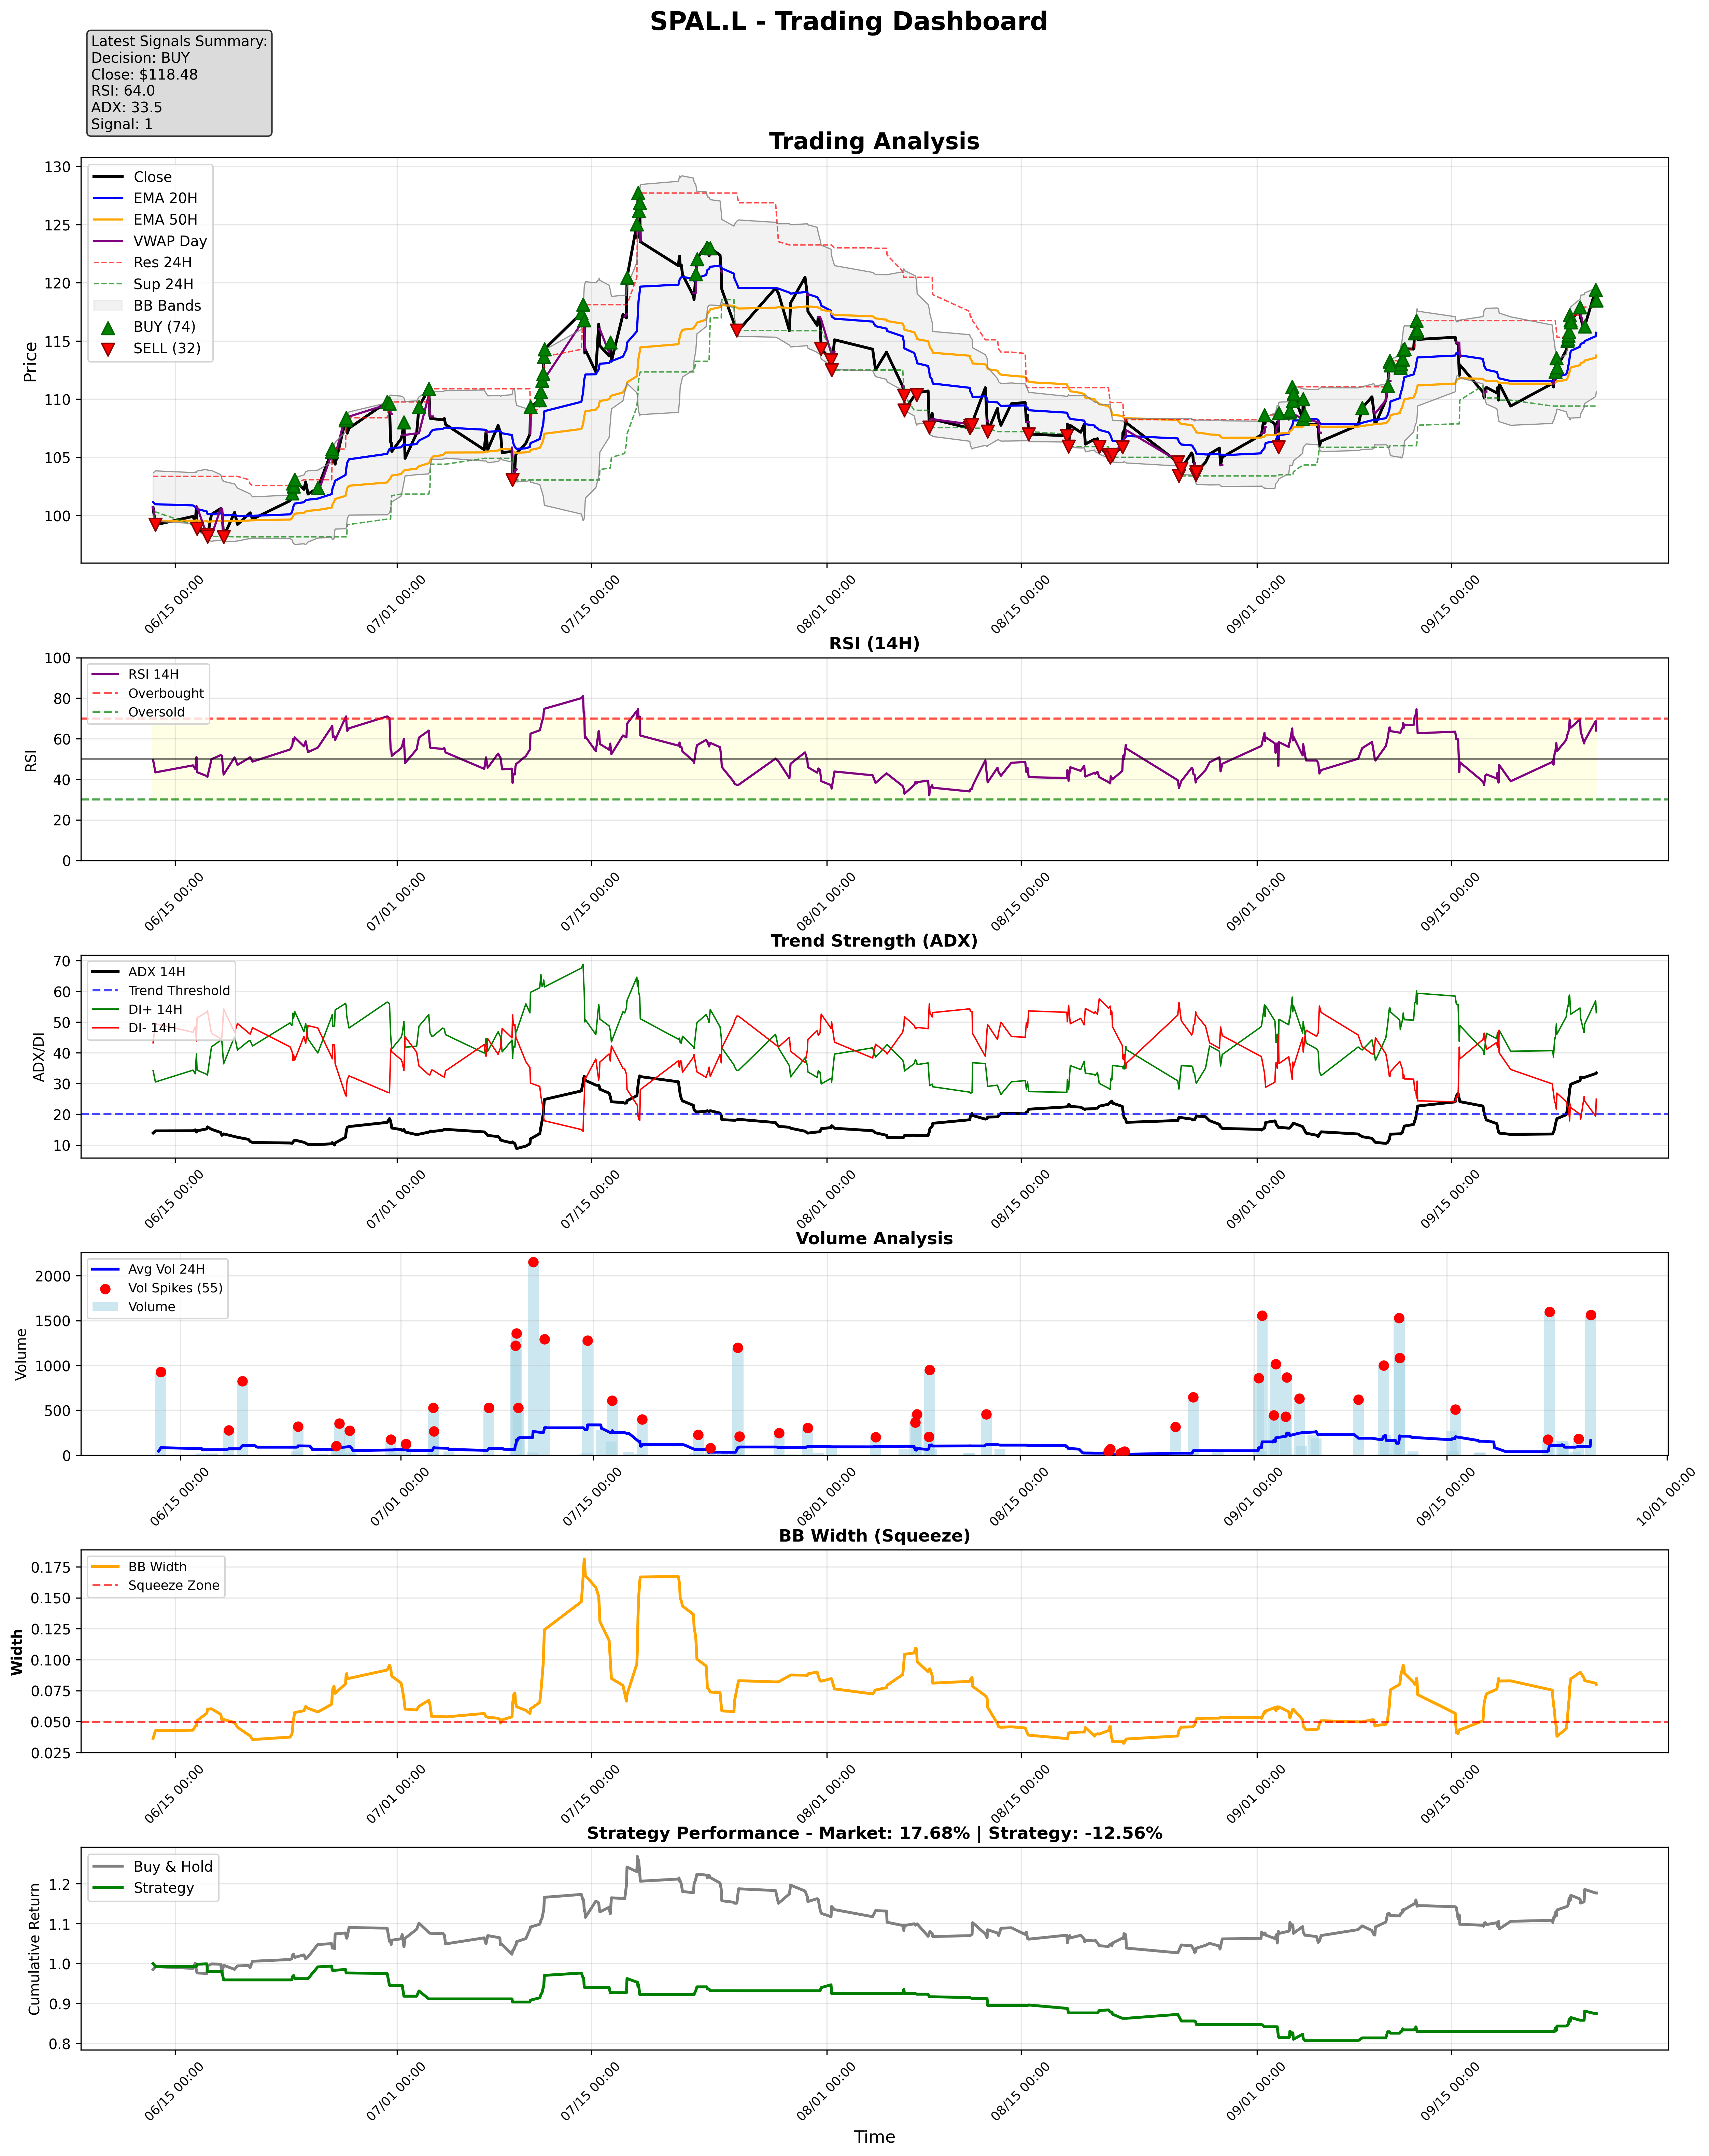 SPAL.L - Trading Dashboard
Latest Signals Summary:
Decision: BUY
Close: $118.48
RSI: 64.0
ADX: 33.5
Signal: 1
Trading Analysis
Close
EMA 20H
EMA 50H
VWAP Day
Res 24H
Sup 24H
BB Bands
BUY (74)
SELL (32)
Price
130
125
120
115
110
105
100
06/15 00:00
07/01 00:00
07/15 00:00
08/01 00:00
08/15 00:00
09/01 00:00
09/15 00:00
RSI (14H)
RSI 14H
Overbought
Oversold
RSI
100
80
60
40
20
0
06/15 00:00
07/01 00:00
07/15 00:00
08/01 00:00
08/15 00:00
09/01 00:00
09/15 00:00
Trend Strength (ADX)
ADX 14H
Trend Threshold
DI+ 14H
DI- 14H
ADX/DI
70
60
50
40
30
20
10
06/15 00:00
07/01 00:00
07/15 00:00
08/01 00:00
08/15 00:00
09/01 00:00
09/15 00:00
Volume Analysis
Avg Vol 24H
Vol Spikes (55)
Volume
Volume
2000
1500
1000
500
0
06/15 00:00
07/01 00:00
07/15 00:00
08/01 00:00
08/15 00:00
09/01 00:00
09/15 00:00
10/01 00:00
BB Width (Squeeze)
BB Width
Squeeze Zone
Width
0.175
0.150
0.125
0.100
0.075
0.050
0.025
06/15 00:00
07/01 00:00
07/15 00:00
08/01 00:00
08/15 00:00
09/01 00:00
09/15 00:00
Strategy Performance - Market: 17.68% | Strategy: -12.56%
Buy & Hold
Strategy
Cumulative Return
1.2
1.1
1.0
0.9
0.8
06/15 00:00
07/01 00:00
07/15 00:00
08/01 00:00
08/15 00:00
09/01 00:00
09/15 00:00
Time